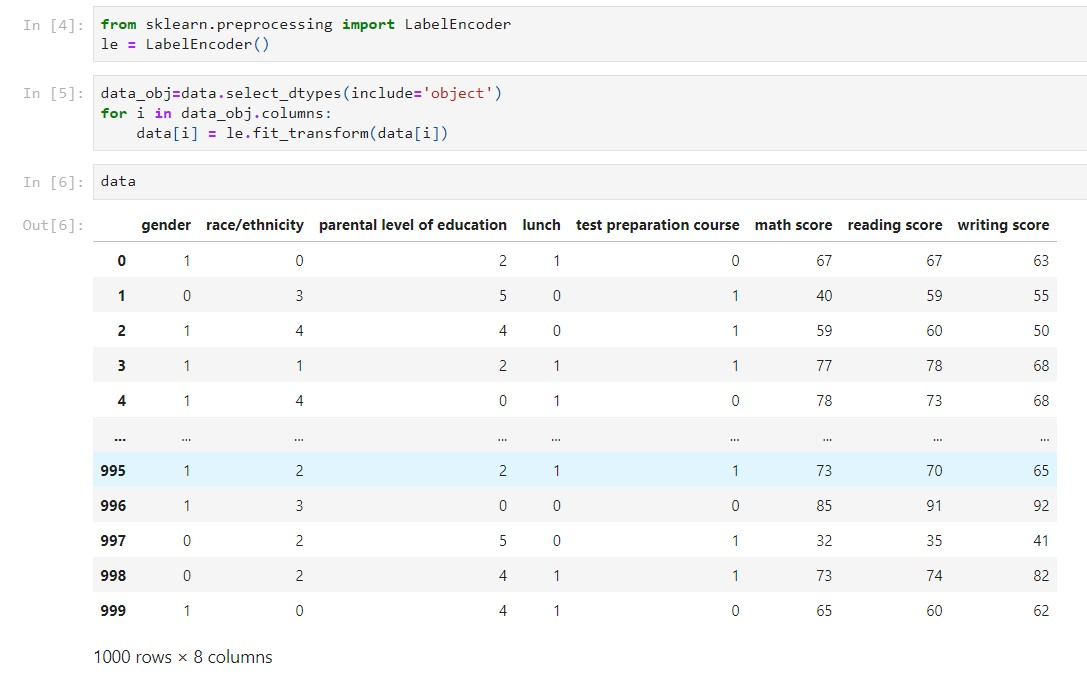 In [4]: from sklearn.preprocessing import LabelEncoder
le = LabelEncoder()
In [5]: data_obj=data.select_dtypes(include='object')
for i in data_obj.columns:
    data[i] = le.fit_transform(data[i])
In [6]: data
Out[6]: gender race/ethnicity parental level of education lunch test preparation course math score reading score writing score
0 1 0 2 1 0 67 67 63
1 0 3 5 0 1 40 59 55
2 1 4 4 0 1 59 60 50
3 1 1 2 1 1 77 78 68
4 1 4 0 1 0 78 73 68
... ... ... ... ... ... ... ... ...
995 1 2 2 1 1 73 70 65
996 1 3 0 0 0 85 91 92
997 0 2 5 0 1 32 35 41
998 0 2 4 1 1 73 74 82
999 1 0 4 1 0 65 60 62
1000 rows × 8 columns